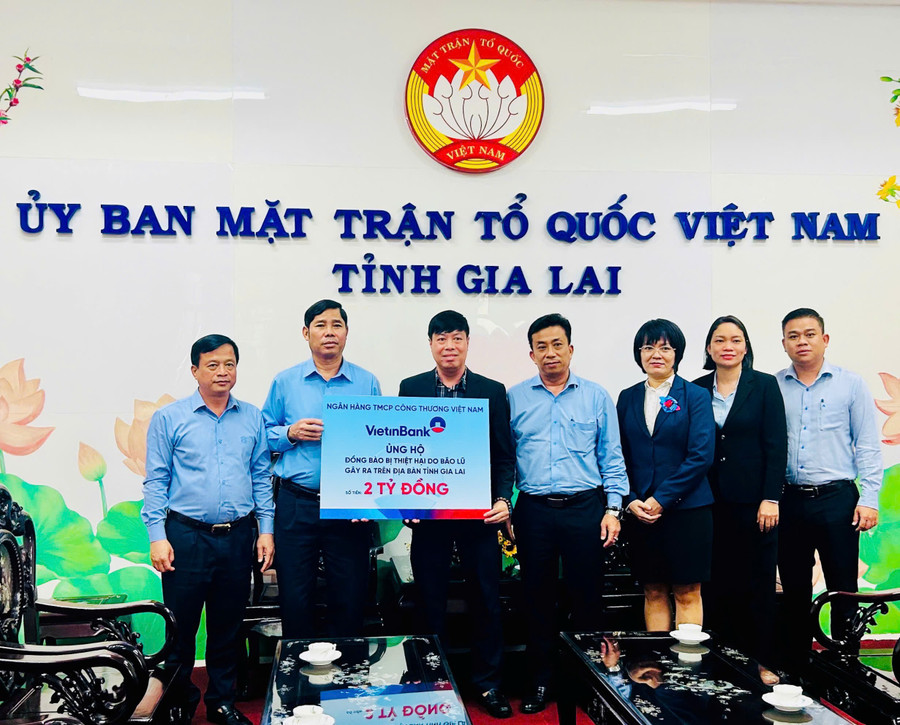 MẶT TRẬN TỔ QUỐC
VIỆT NAM
ỦY BAN MẶT TRẬN TỔ QUỐC VIỆT NAM
TỈNH GIA LAI
NGÂN HÀNG TMCP CÔNG THƯƠNG VIỆT NAM
VietinBank
ỦNG HỘ
ĐỒNG BÀO BỊ THIỆT HẠI DO BÃO LŨ
GÂY RA TRÊN ĐỊA BÀN TỈNH GIA LAI
SỐ TIỀN: 2 TỶ ĐỒNG